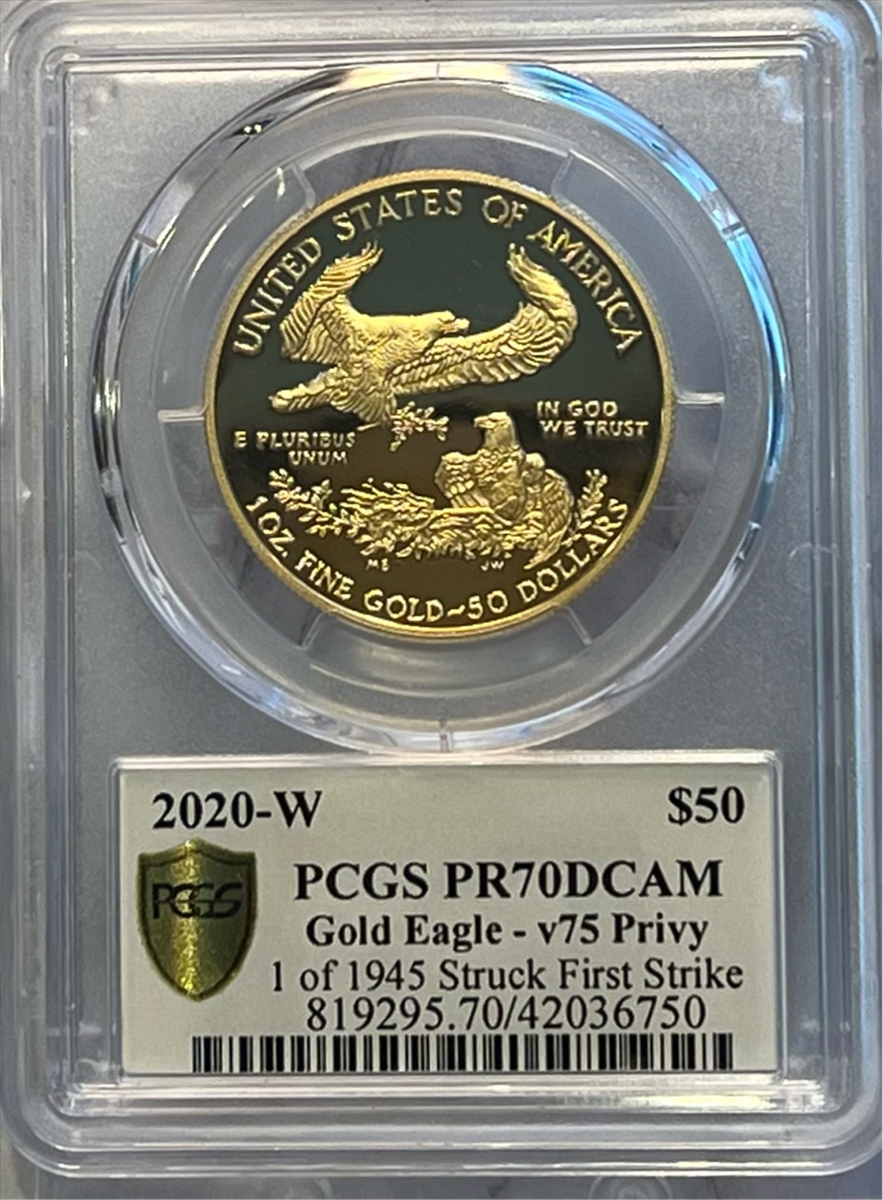 UNITED STATES OF AMERICA
IN GOD
WE TRUST
E PLURIBUS
UNUM
MB JW
1 OZ. FINE GOLD~50 DOLLARS
2020-W $50
PCGS
PCGS PR70DCAM
Gold Eagle - v75 Privy
1 of 1945 Struck First Strike
819295.70/42036750